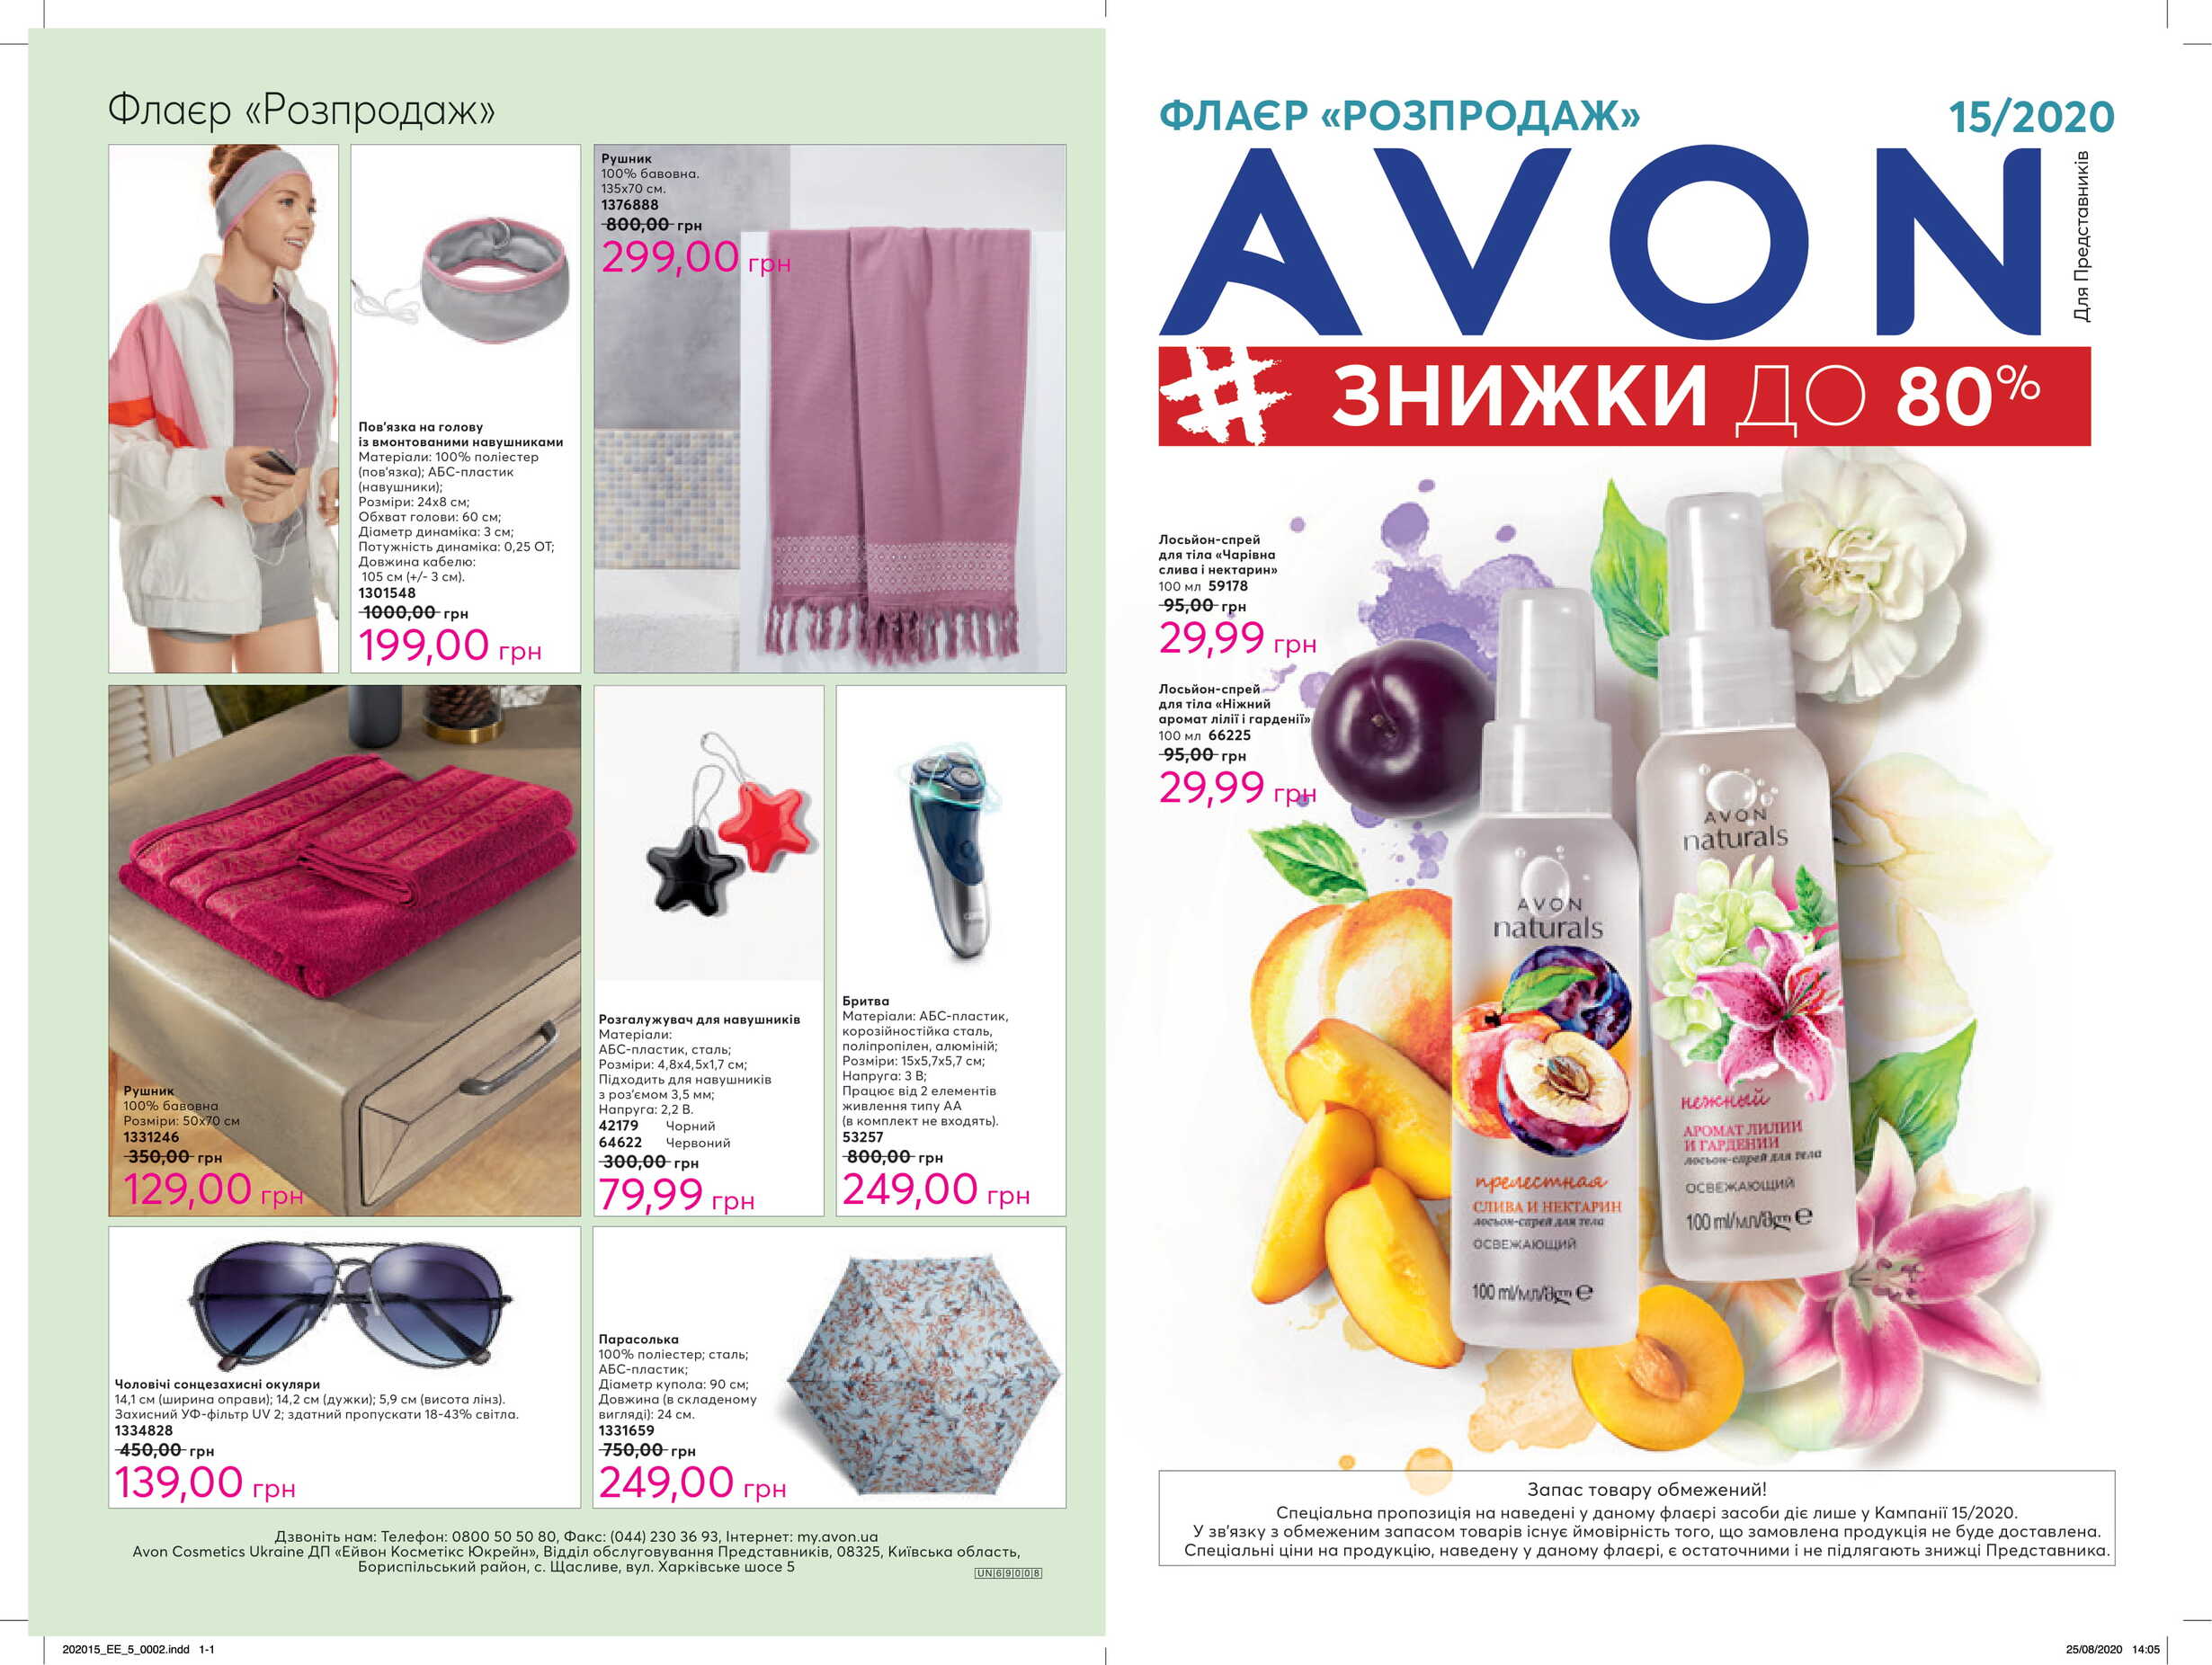 Флаєр «Розпродаж»
Пов'язка на голову
із вмонтованими навушниками
Матеріали: 100% поліестер
(пов'язка); АБС-пластик
(навушники);
Розміри: 24х8 см;
Обхват голови: 60 см;
Діаметр динаміка: 3 см;
Потужність динаміка: 0,25 ОТ;
Довжина кабелю:
105 см (+/- 3 см).
1301548
1000,00 грн
199,00 грн
Рушник
100% бавовна.
135х70 см.
1376888
800,00 грн
299,00 грн
Рушник
100% бавовна
Розміри: 50х70 см
1331246
350,00 грн
129,00 грн
Розгалужувач для навушників
Матеріали:
АБС-пластик, сталь;
Розміри: 4,8х4,5х1,7 см;
Підходить для навушників
з роз'ємом 3,5 мм;
Напруга: 2,2 В.
42179 Чорний
64622 Червоний
300,00 грн
79,99 грн
Бритва
Матеріали: АБС-пластик,
корозійностійка сталь,
поліпропілен, алюміній;
Розміри: 15х5,7х5,7 см;
Напруга: 3 В;
Працює від 2 елементів
живлення типу АА
(в комплект не входять).
53257
800,00 грн
249,00 грн
Чоловічі сонцезахисні окуляри
14,1 см (ширина оправи); 14,2 см (дужки); 5,9 см (висота лінз).
Захисний УФ-фільтр UV 2; здатний пропускати 18-43% світла.
1334828
450,00 грн
139,00 грн
Парасолька
100% поліестер; сталь;
АБС-пластик;
Діаметр купола: 90 см;
Довжина (в складеному
вигляді): 24 см.
1331659
750,00 грн
249,00 грн
Дзвоніть нам: Телефон: 0800 50 50 80, Факс: (044) 230 36 93, Інтернет: my.avon.ua
Avon Cosmetics Ukraine ДП «Ейвон Косметікс Юкрейн», Відділ обслуговування Представників, 08325, Київська область,
Бориспільський район, с. Щасливе, вул. Харківське шосе 5
UN69008
202015_EE_5_0002.indd 1-1
ФЛАЄР «РОЗПРОДАЖ» 15/2020
AVON
Для Представників
# ЗНИЖКИ ДО 80%
Лосьйон-спрей
для тіла «Чарівна
слива і нектарин»
100 мл 59178
95,00 грн
29,99 грн
Лосьйон-спрей
для тіла «Ніжний
аромат лілії і гарденії»
100 мл 66225
95,00 грн
29,99 грн
AVON
naturals
прелестная
СЛИВА И НЕКТАРИН
лосьон-спрей для тела
ОСВЕЖАЮЩИЙ
100 ml/мл/მლ e
AVON
naturals
нежный
АРОМАТ ЛИЛИИ
И ГАРДЕНИИ
лосьон-спрей для тела
ОСВЕЖАЮЩИЙ
100 ml/мл/მლ e
Запас товару обмежений!
Спеціальна пропозиція на наведені у даному флаєрі засоби діє лише у Кампанії 15/2020.
У зв'язку з обмеженим запасом товарів існує ймовірність того, що замовлена продукція не буде доставлена.
Спеціальні ціни на продукцію, наведену у даному флаєрі, є остаточними і не підлягають знижці Представника.
25/08/2020 14:05